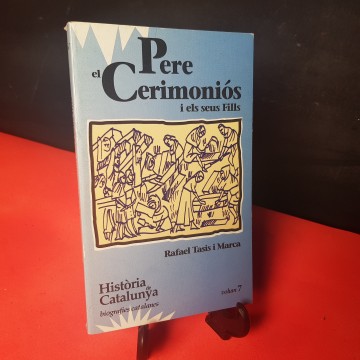 Pere
el Cerimoniós
i els seus Fills
Rafael Tasis i Marca
Història de
Catalunya
biografies catalanes
volum 7